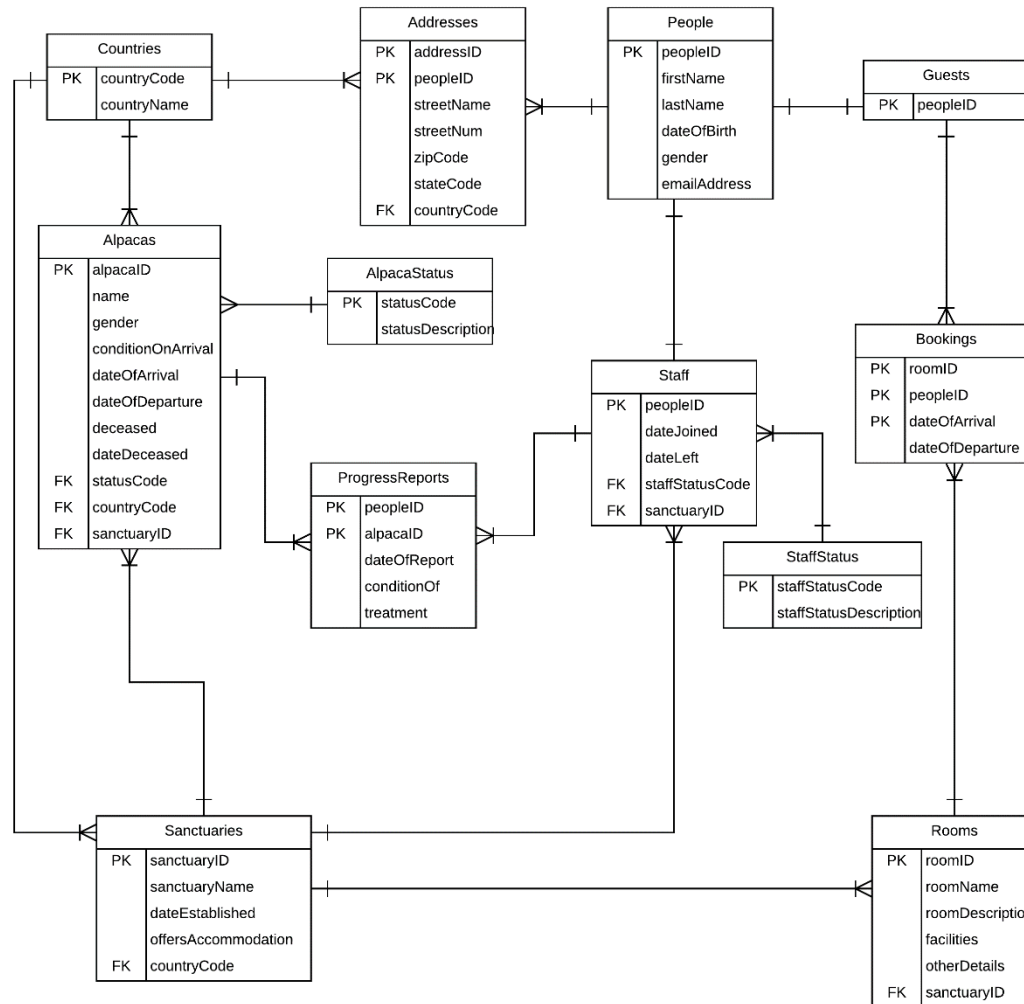 Countries
PK countryCode
countryName
Addresses
PK addressID
PK peopleID
streetName
streetNum
zipCode
stateCode
FK countryCode
People
PK peopleID
firstName
lastName
dateOfBirth
gender
emailAddress
Guests
PK peopleID
Alpacas
PK alpacaID
name
gender
conditionOnArrival
dateOfArrival
dateOfDeparture
deceased
dateDeceased
FK statusCode
FK countryCode
FK sanctuaryID
AlpacaStatus
PK statusCode
statusDescription
Staff
PK peopleID
dateJoined
dateLeft
FK staffStatusCode
FK sanctuaryID
Bookings
PK roomID
PK peopleID
PK dateOfArrival
dateOfDeparture
ProgressReports
PK peopleID
PK alpacaID
dateOfReport
conditionOf
treatment
StaffStatus
PK staffStatusCode
staffStatusDescription
Sanctuaries
PK sanctuaryID
sanctuaryName
dateEstablished
offersAccommodation
FK countryCode
Rooms
PK roomID
roomName
roomDescriptio
facilities
otherDetails
FK sanctuaryID